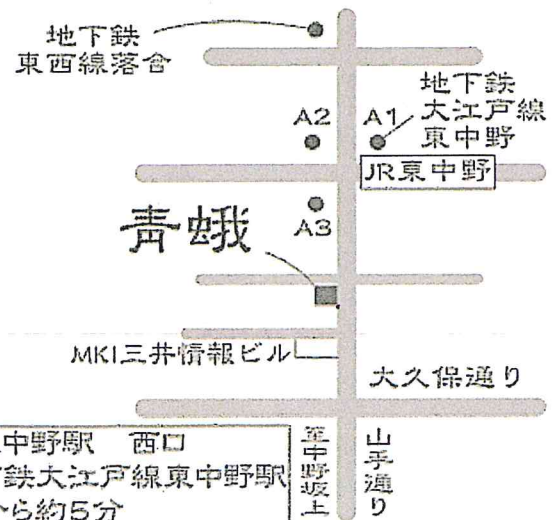 地下鉄
東西線落合
地下鉄
大江戸線
東中野
A2
A1
JR東中野
A3
青蛾
MKI三井情報ビル
大久保通り
中野駅 西口
鉄大江戸線東中野駅
から約5分
至中野坂上
山手通り